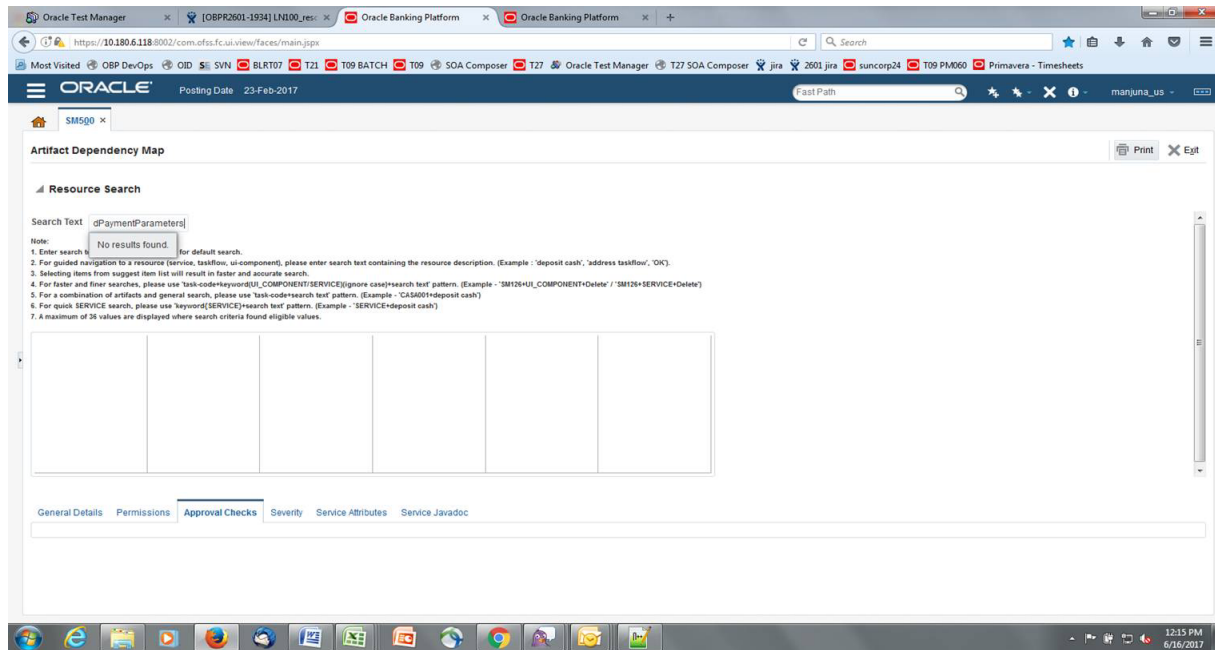 Oracle Test Manager × [OBPR2601-1934] LN100_resc × Oracle Banking Platform × Oracle Banking Platform × +
https://10.180.6.118:8002/com.ofss.fc.ui.view/faces/main.jspx Search
Most Visited OBP DevOps OID SVN BLRT07 T21 T09 BATCH T09 SOA Composer T27 Oracle Test Manager T27 SOA Composer jira 2601 jira suncorp24 T09 PM060 Primavera - Timesheets
ORACLE Posting Date 23-Feb-2017 Fast Path manjuna_us
SM500 ×
Artifact Dependency Map Print Exit
Resource Search
Search Text dPaymentParameters
No results found.
Note:
1. Enter search for default search.
2. For guided navigation to a resource (service, taskflow, ui-component), please enter search text containing the resource description. (Example : 'deposit cash', 'address taskflow', 'OK').
3. Selecting items from suggest item list will result in faster and accurate search.
4. For faster and finer searches, please use 'task-code+keyword(UI_COMPONENT/SERVICE)(ignore case)+search text' pattern. (Example - 'SM126+UI_COMPONENT+Delete' / 'SM126+SERVICE+Delete')
5. For a combination of artifacts and general search, please use 'task-code+search text' pattern. (Example - 'CASA001+deposit cash')
6. For quick SERVICE search, please use 'keyword(SERVICE)+search text' pattern. (Example - 'SERVICE+deposit cash')
7. A maximum of 36 values are displayed where search criteria found eligible values.
General Details Permissions Approval Checks Severity Service Attributes Service Javadoc
12:15 PM
6/16/2017